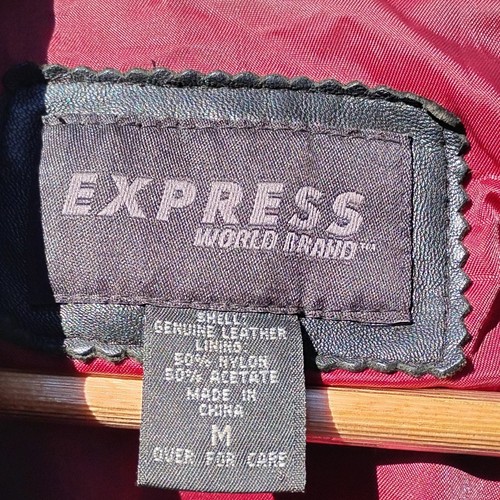 EXPRESS
WORLD BRAND™
SHELL
GENUINE LEATHER
LINING
50% NYLON
50% ACETATE
MADE IN
CHINA
M
OVER FOR CARE